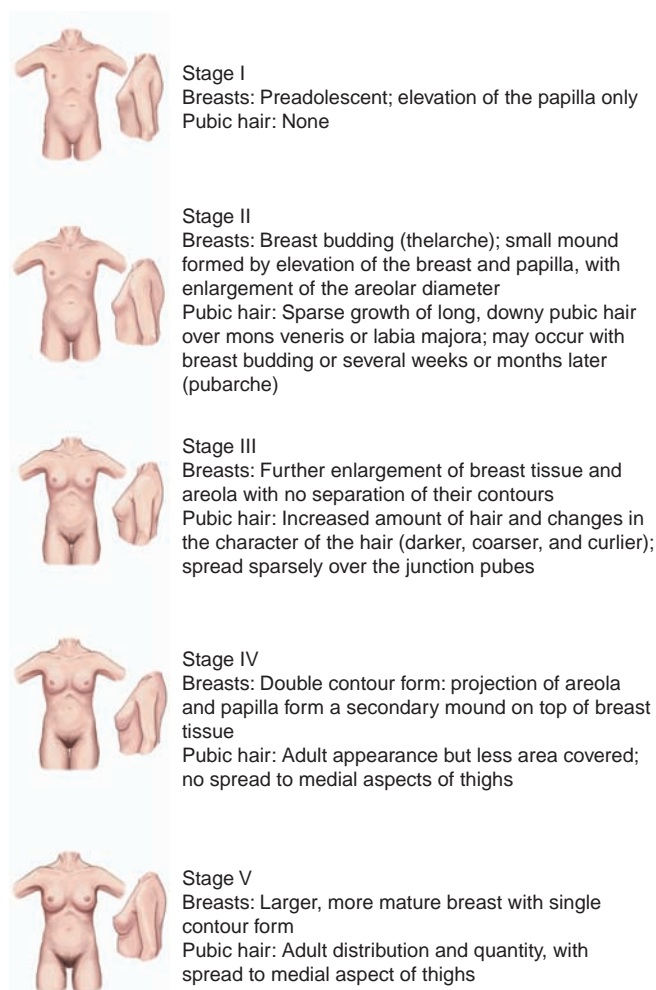 Stage I
Breasts: Preadolescent; elevation of the papilla only
Pubic hair: None
Stage II
Breasts: Breast budding (thelarche); small mound
formed by elevation of the breast and papilla, with
enlargement of the areolar diameter
Pubic hair: Sparse growth of long, downy pubic hair
over mons veneris or labia majora; may occur with
breast budding or several weeks or months later
(pubarche)
Stage III
Breasts: Further enlargement of breast tissue and
areola with no separation of their contours
Pubic hair: Increased amount of hair and changes in
the character of the hair (darker, coarser, and curlier);
spread sparsely over the junction pubes
Stage IV
Breasts: Double contour form: projection of areola
and papilla form a secondary mound on top of breast
tissue
Pubic hair: Adult appearance but less area covered;
no spread to medial aspects of thighs
Stage V
Breasts: Larger, more mature breast with single
contour form
Pubic hair: Adult distribution and quantity, with
spread to medial aspect of thighs